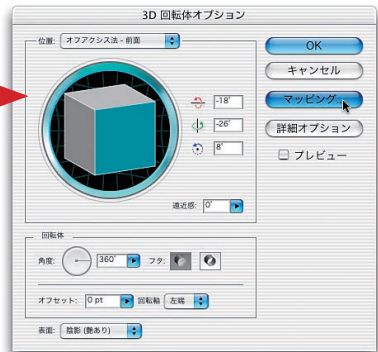 3D 回転体オプション
位置: オフアクシス法 - 前面
OK
キャンセル
マッピング...
-18°
-26°
詳細オプション
8°
プレビュー
遠近感: 0°
回転体
角度: 360° フタ:
オフセット: 0 pt 回転軸 左端
表面: 陰影 (艶あり)